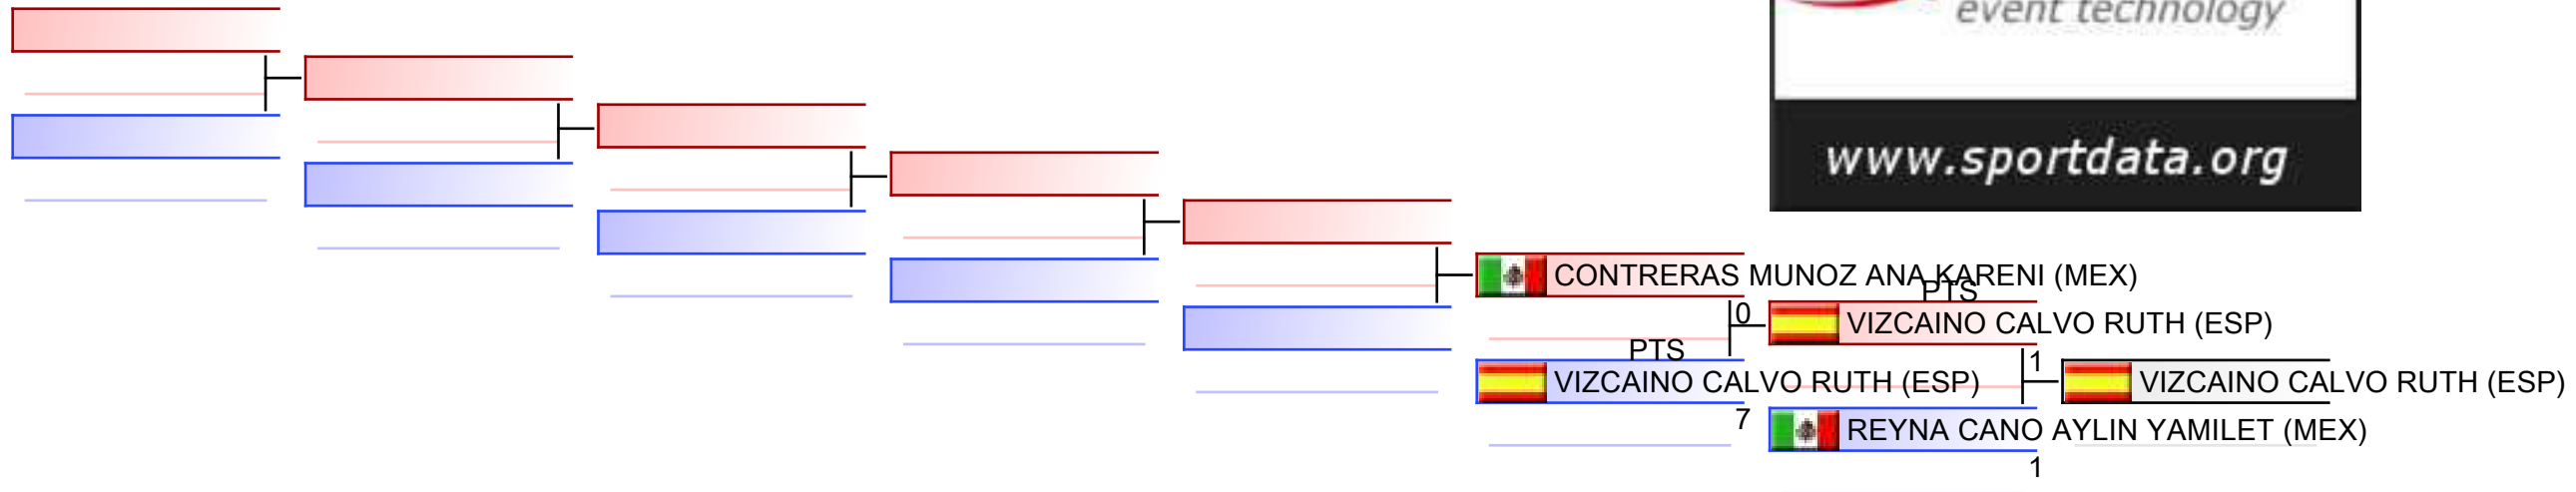 event technology
www.sportdata.org
CONTRERAS MUNOZ ANA KARENI (MEX)
PTS
0
VIZCAINO CALVO RUTH (ESP)
PTS
1
VIZCAINO CALVO RUTH (ESP)
VIZCAINO CALVO RUTH (ESP)
7
REYNA CANO AYLIN YAMILET (MEX)
1